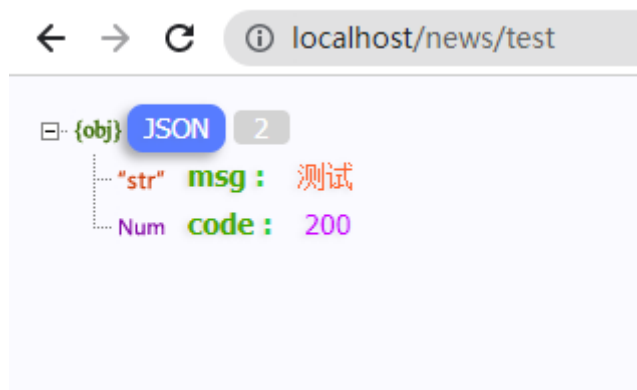 localhost/news/test
{obj} JSON 2
"str" msg : 测试
Num code : 200